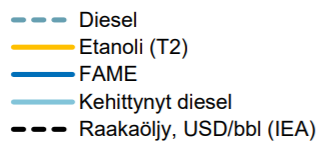 Diesel
Etanoli (T2)
FAME
Kehittynyt diesel
Raakaöljy, USD/bbl (IEA)